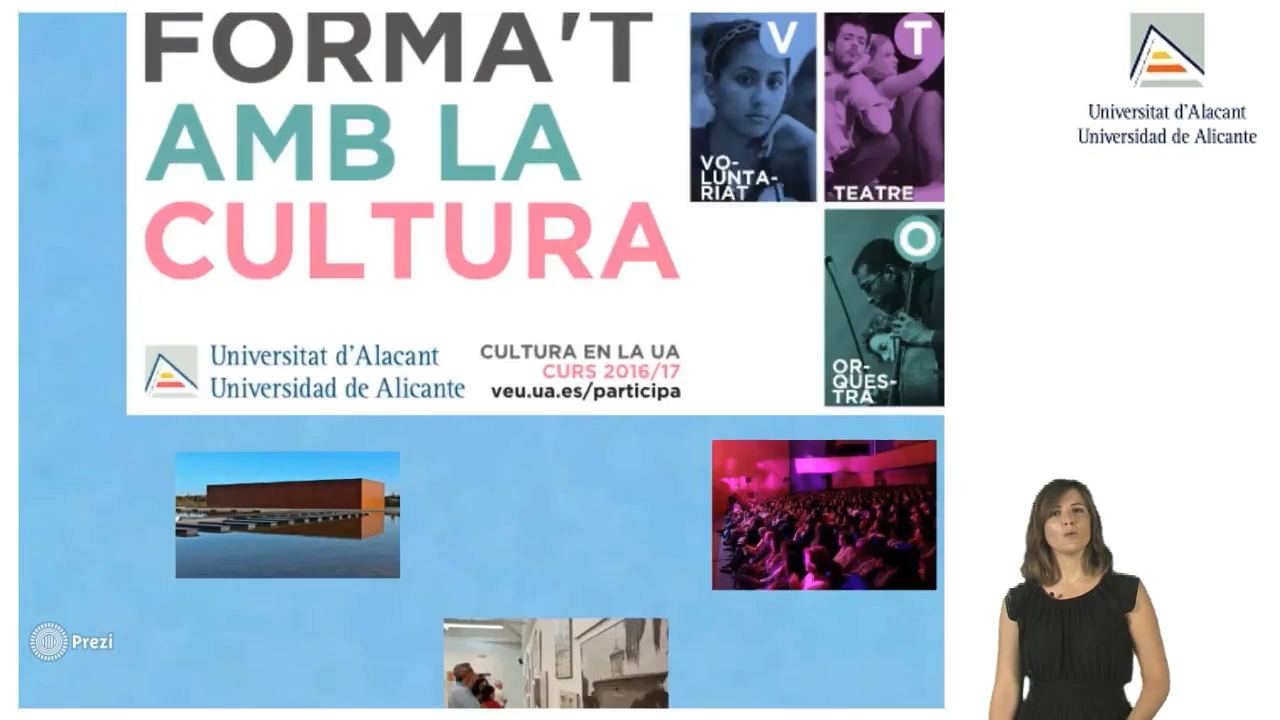 FORMA'T
AMB LA
CULTURA
Universitat d'Alacant
Universidad de Alicante
CULTURA EN LA UA
CURS 2016/17
veu.ua.es/participa
V
VO-
LUNTA-
RIAT
T
TEATRE
O
OR-
QUES-
TRA
Prezi
Universitat d'Alacant
Universidad de Alicante